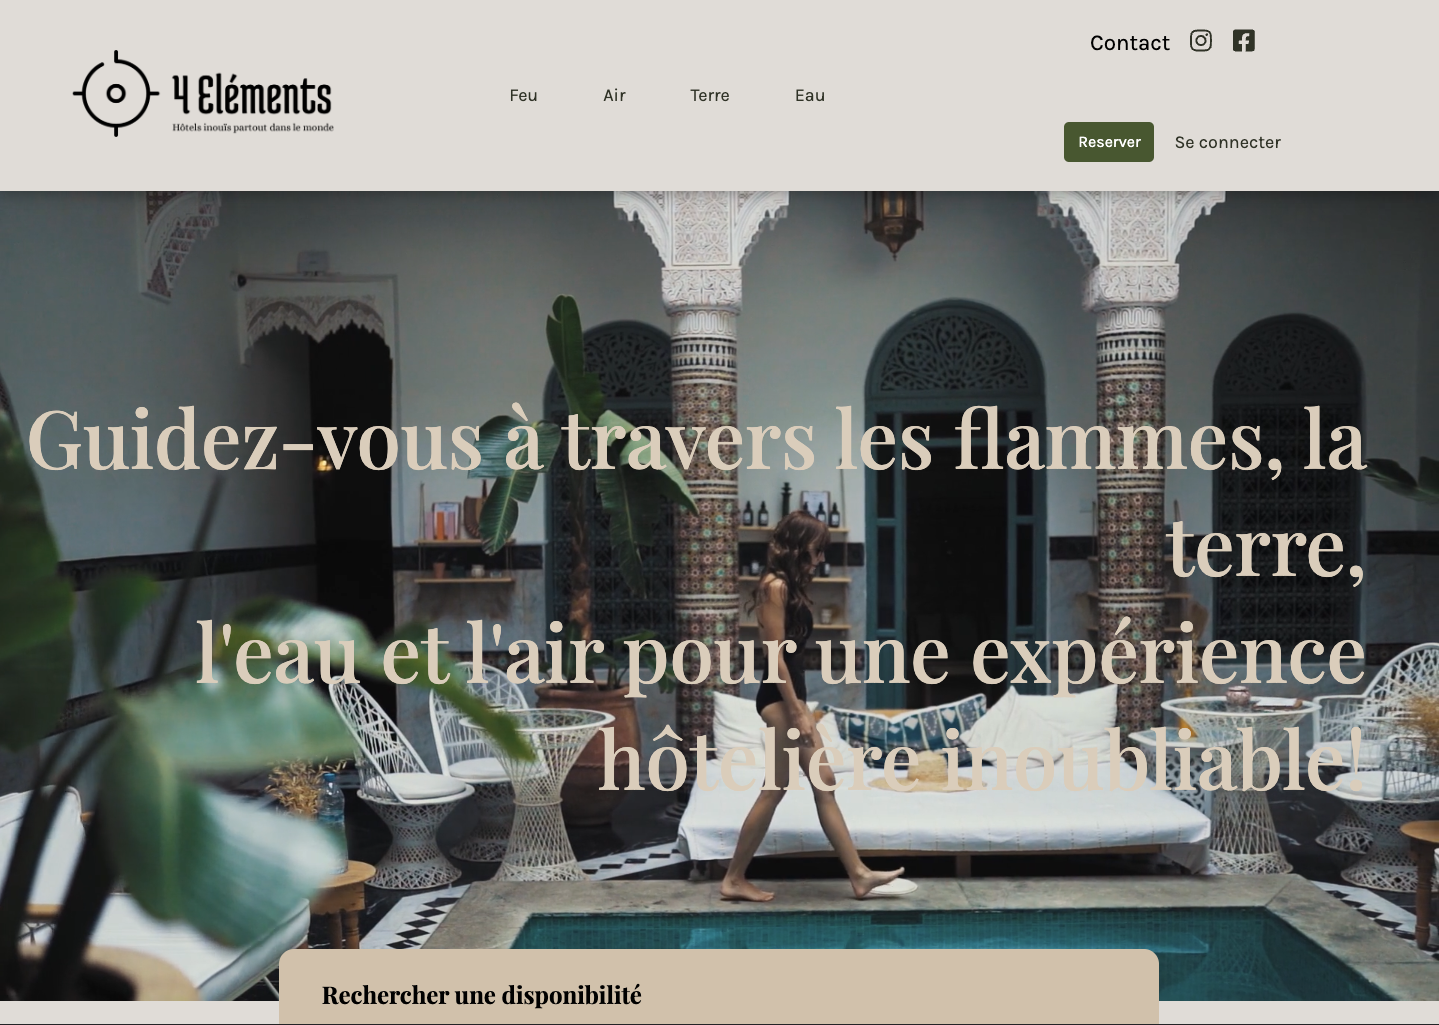 Contact
4 Eléments
Hôtels inouïs partout dans le monde
Feu
Air
Terre
Eau
Reserver
Se connecter
Guidez-vous à travers les flammes, la
terre,
l'eau et l'air pour une expérience
hôtelière inoubliable!
Rechercher une disponibilité